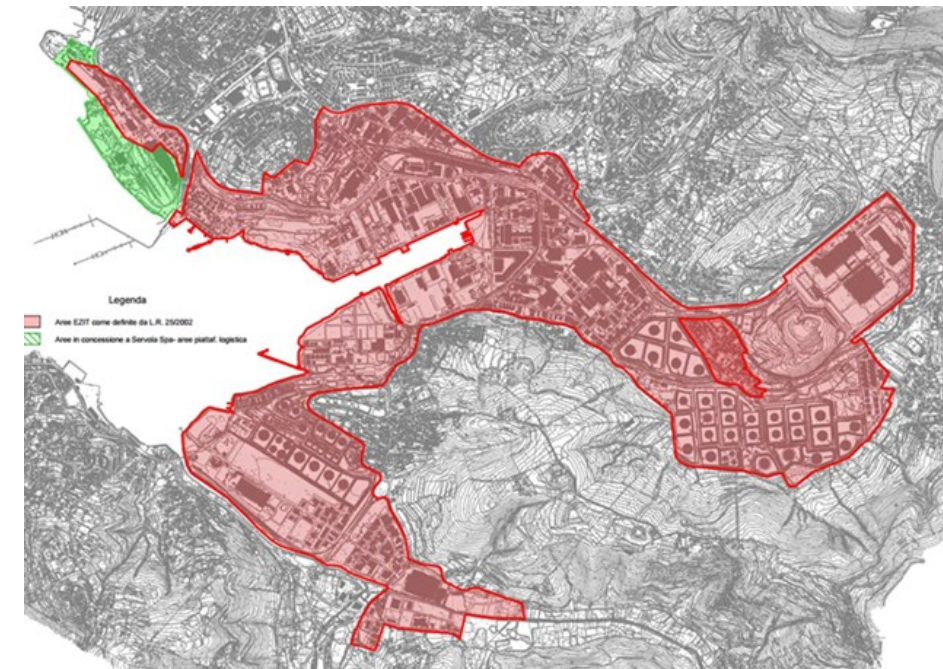 Legenda
Aree EZIT come definite da L.R. 25/2002
Aree in concessione a Servola Spa- aree piattaf. logistica